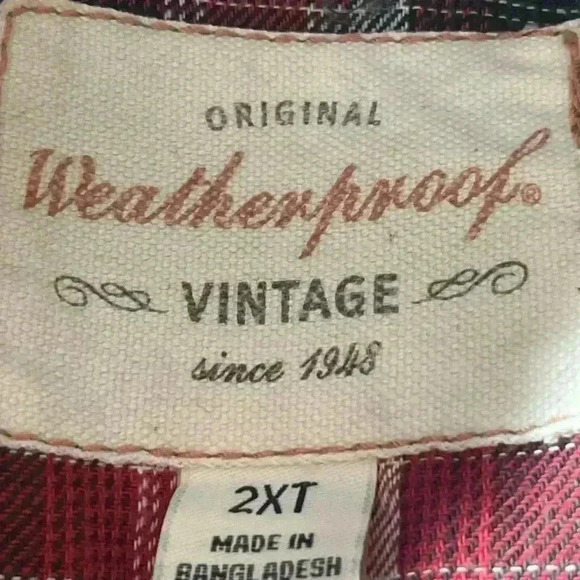 ORIGINAL
Weatherproof®
VINTAGE
since 1948
2XT
MADE IN
BANGLADESH